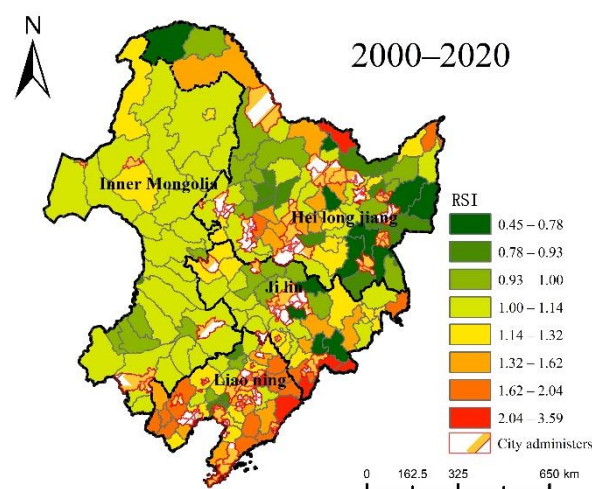 N
2000–2020
Inner Mongolia
Hei long jiang
Ji lin
Liao ning
RSI
0.45 – 0.78
0.78 – 0.93
0.93 1.00
1.00 – 1.14
1.14 – 1.32
1.32 – 1.62
1.62 – 2.04
2.04 – 3.59
City administers
0 162.5 325 650 km